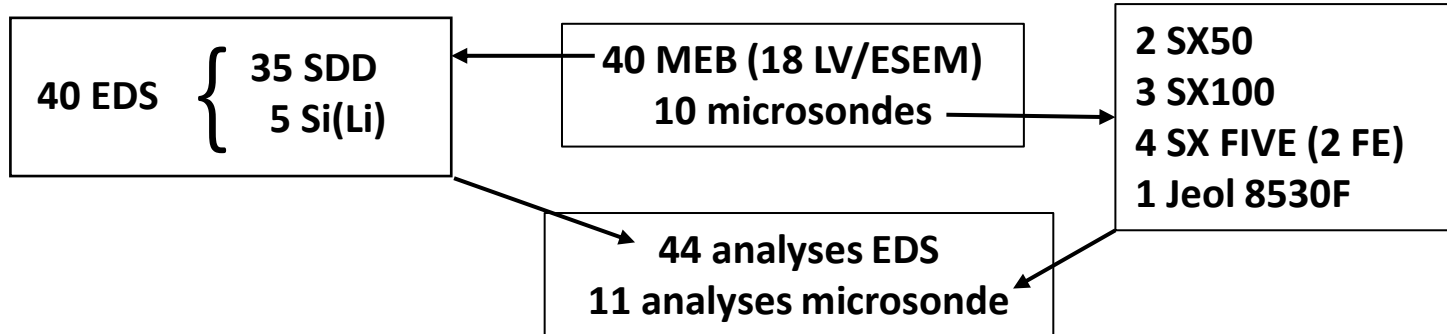 40 EDS
35 SDD
5 Si(Li)
40 MEB (18 LV/ESEM)
10 microsondes
2 SX50
3 SX100
4 SX FIVE (2 FE)
1 Jeol 8530F
44 analyses EDS
11 analyses microsonde